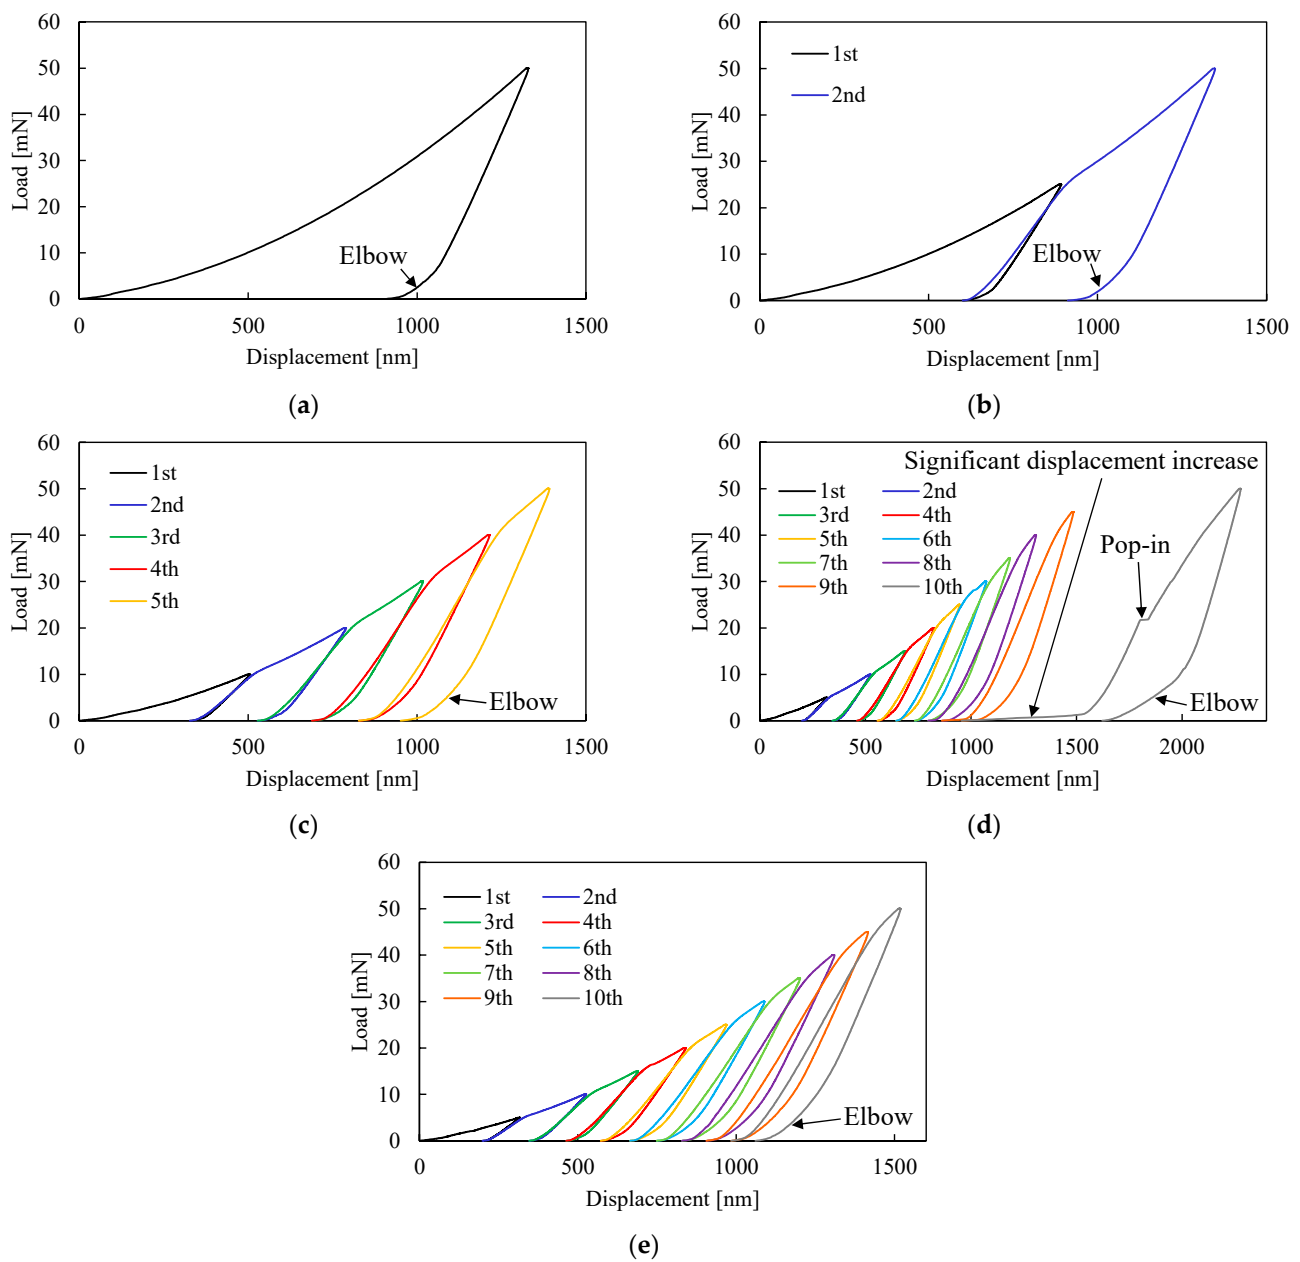 60
50
40
30
20
10
0
Load [mN]
Elbow
0 500 1000 1500
Displacement [nm]
(a)
60
50
40
30
20
10
0
Load [mN]
1st
2nd
Elbow
0 500 1000 1500
Displacement [nm]
(b)
60
50
40
30
20
10
0
Load [mN]
1st
2nd
3rd
4th
5th
Elbow
0 500 1000 1500
Displacement [nm]
(c)
60
50
40
30
20
10
0
Load [mN]
Significant displacement increase
1st 2nd
3rd 4th
5th 6th
7th 8th
9th 10th
Pop-in
Elbow
0 500 1000 1500 2000
Displacement [nm]
(d)
60
50
40
30
20
10
0
Load [mN]
1st 2nd
3rd 4th
5th 6th
7th 8th
9th 10th
Elbow
0 500 1000 1500
Displacement [nm]
(e)